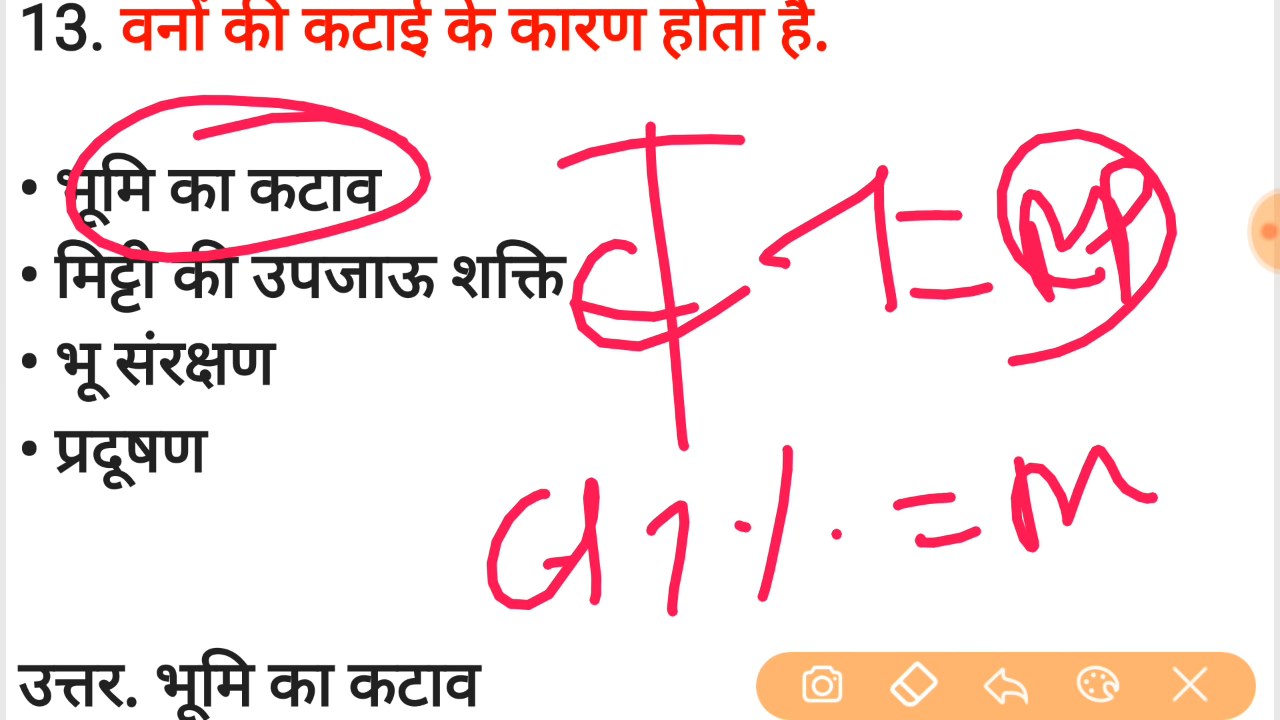 13. वनों की कटाई के कारण होता है.
• भूमि का कटाव
• मिट्टी की उपजाऊ शक्ति
• भू संरक्षण
• प्रदूषण
उत्तर. भूमि का कटाव